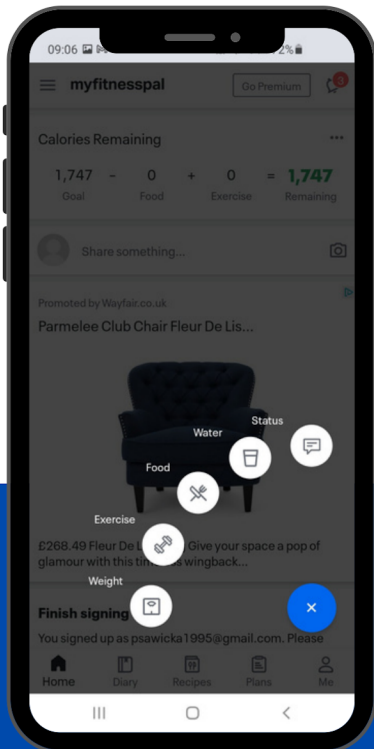 09:06
2%
myfitnesspal
Go Premium
3
Calories Remaining
1,747 - 0 + 0 = 1,747
Goal Food Exercise Remaining
Share something...
Promoted by Wayfair.co.uk
Parmelee Club Chair Fleur De Lis...
Status
Water
Food
Exercise
£268.49 Fleur De L Give your space a pop of
glamour with this tim s wingback...
Weight
Finish signing
You signed up as psawicka1995@gmail.com. Please
Home Diary Recipes Plans Me